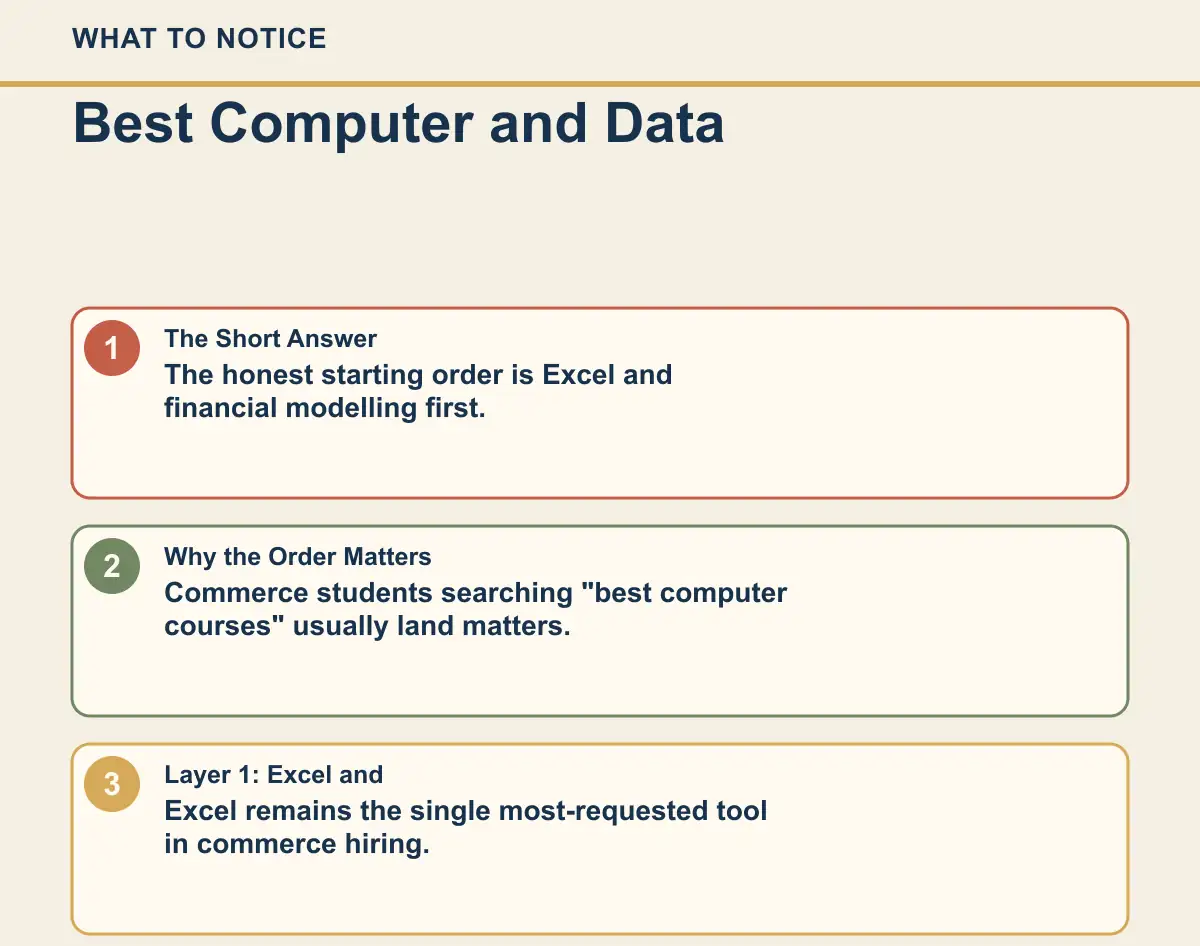 WHAT TO NOTICE
Best Computer and Data
1
The Short Answer
The honest starting order is Excel and
financial modelling first.
2
Why the Order Matters
Commerce students searching "best computer
courses" usually land matters.
3
Layer 1: Excel and
Excel remains the single most-requested tool
in commerce hiring.